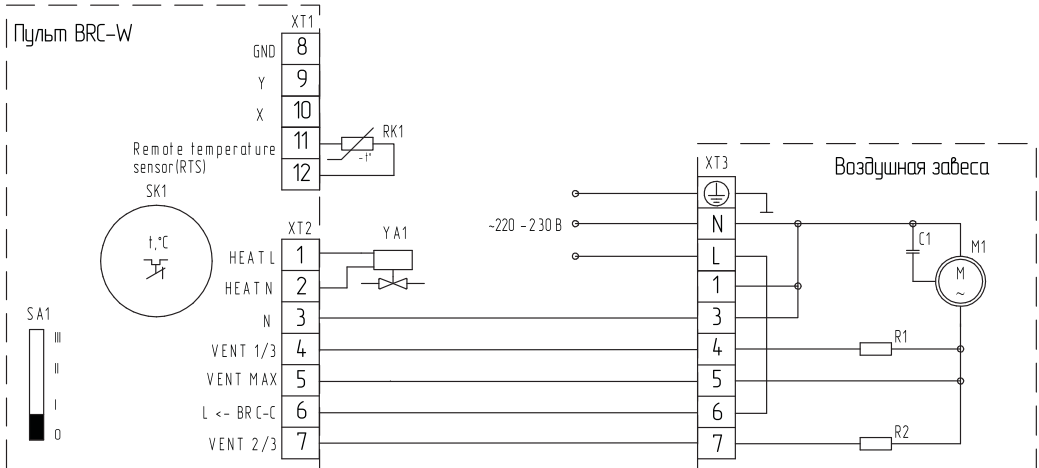 Пульт BRC-W
XT1
GND 8
Y 9
X 10
Remote temperature 11
sensor(RTS) 12
RK1
-t°
SK1
t,°C
XT2
HEAT L 1
HEAT N 2
N 3
VENT 1/3 4
VENT MAX 5
L <- BRC-C 6
VENT 2/3 7
YA1
SA1
III
II
I
0
~220-230В
XT3
Воздушная завеса
N
L
1
3
4
5
6
7
C1
M1
M
~
R1
R2